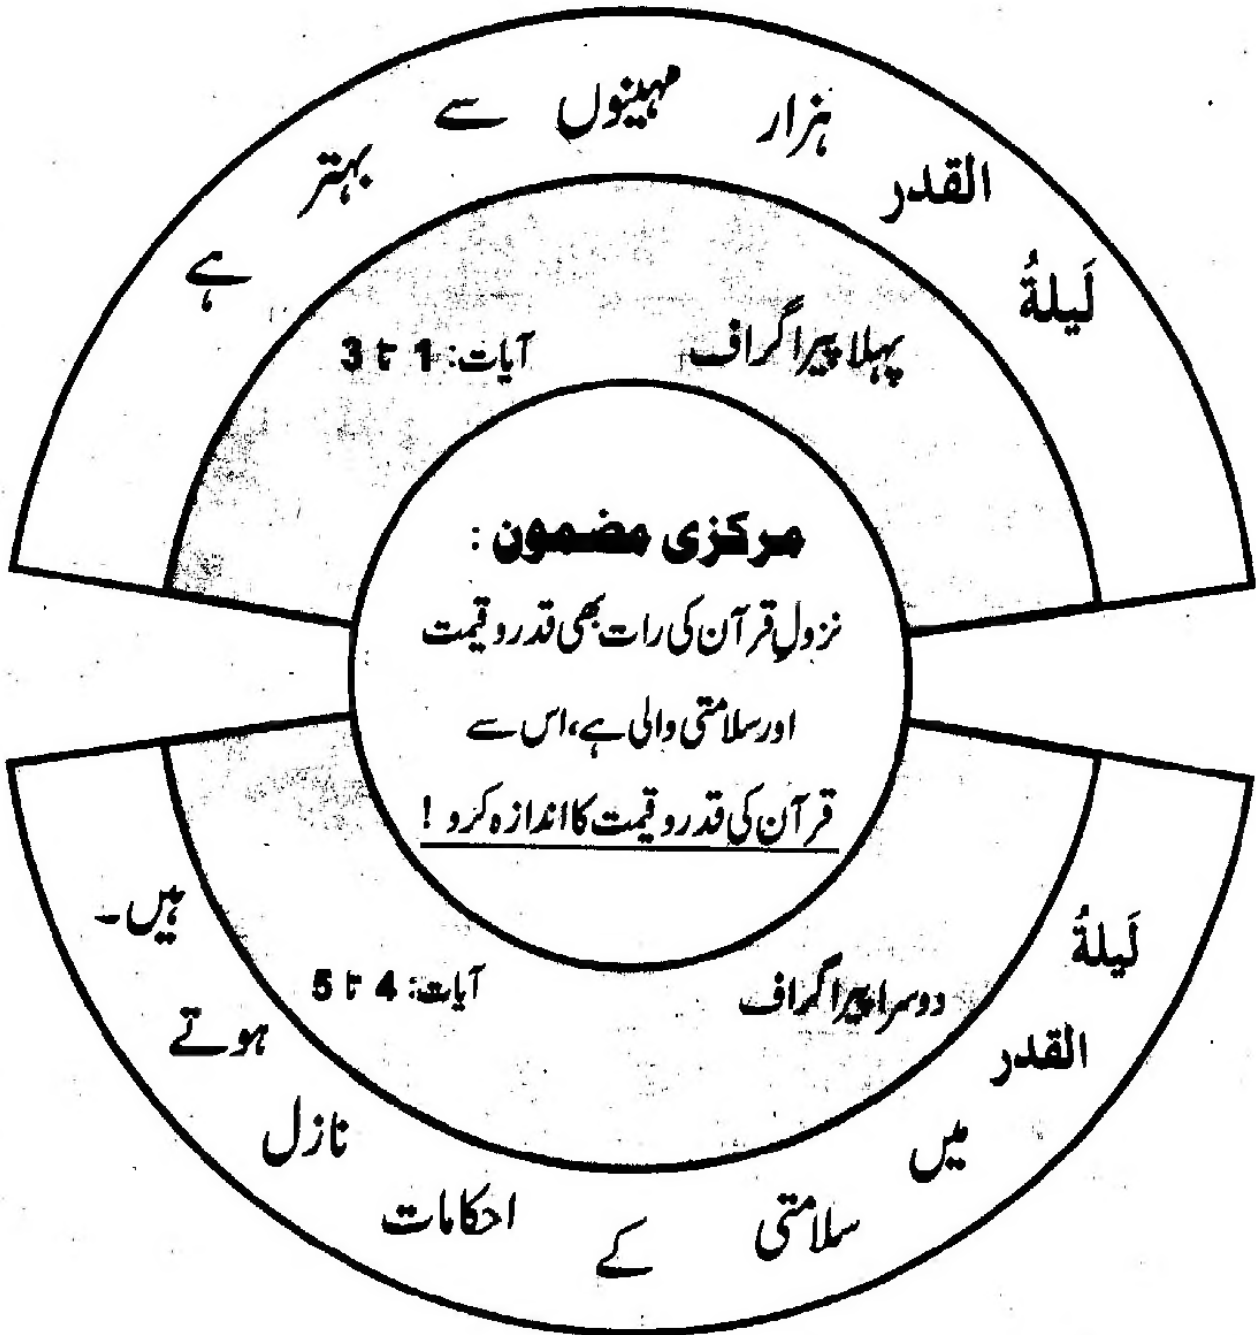 لَیلۃُ القدر ہزار مہینوں سے بہتر ہے
پہلا پیراگراف آیات: 1 تا 3
مرکزی مضمون :
نزولِ قرآن کی رات بھی قدر و قیمت
اور سلامتی والی ہے، اس سے
قرآن کی قدر و قیمت کا اندازہ کرو !
دوسرا پیراگراف آیات: 4 تا 5
لَیلۃُ القدر میں سلامتی کے احکامات نازل ہوتے ہیں۔